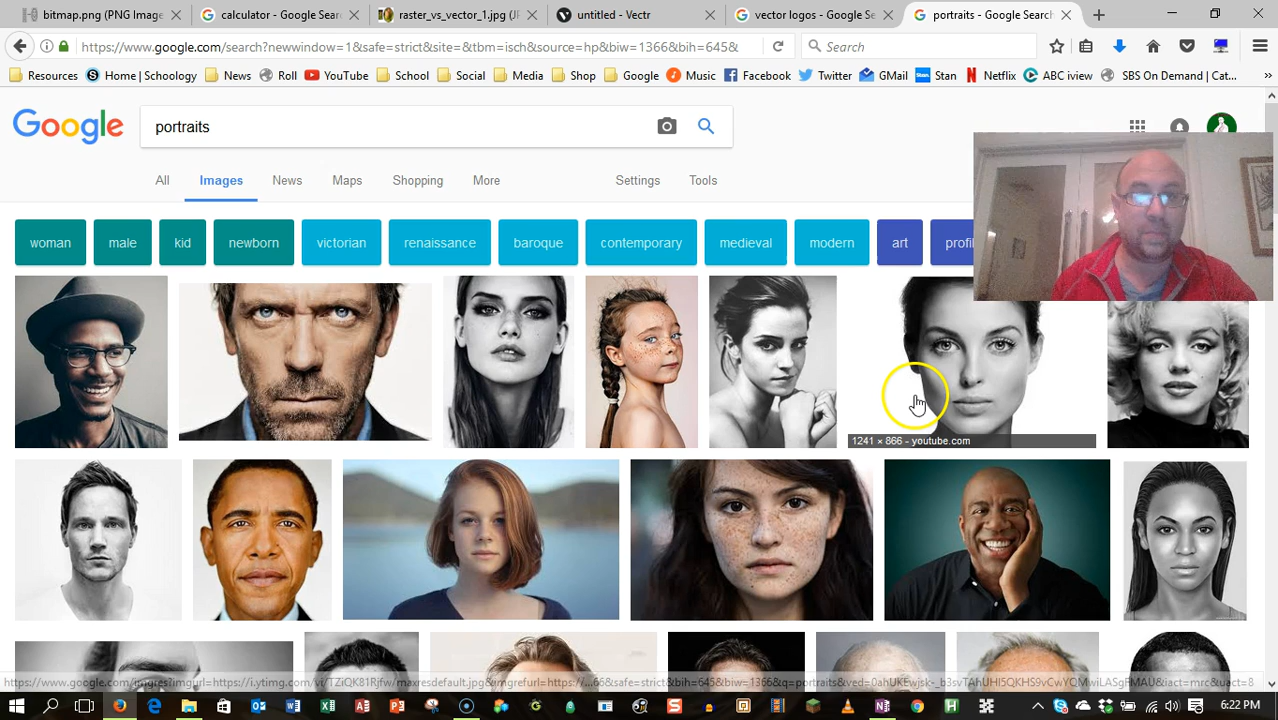 bitmap.png (PNG Image
calculator - Google Search
raster_vs_vector_1.jpg (JP
untitled - Vectr
vector logos - Google Se
portraits - Google Search
https://www.google.com/search?newwindow=1&safe=strict&site=&tbm=isch&source=hp&biw=1366&bih=645&
Search
Resources
Home | Schoology
News
Roll
YouTube
School
Social
Media
Shop
Google
Music
Facebook
Twitter
GMail
Stan
Netflix
ABC iview
SBS On Demand | Cat...
Google
portraits
All
Images
News
Maps
Shopping
More
Settings
Tools
woman
male
kid
newborn
victorian
renaissance
baroque
contemporary
medieval
modern
art
1241 × 866 - youtube.com
6:22 PM